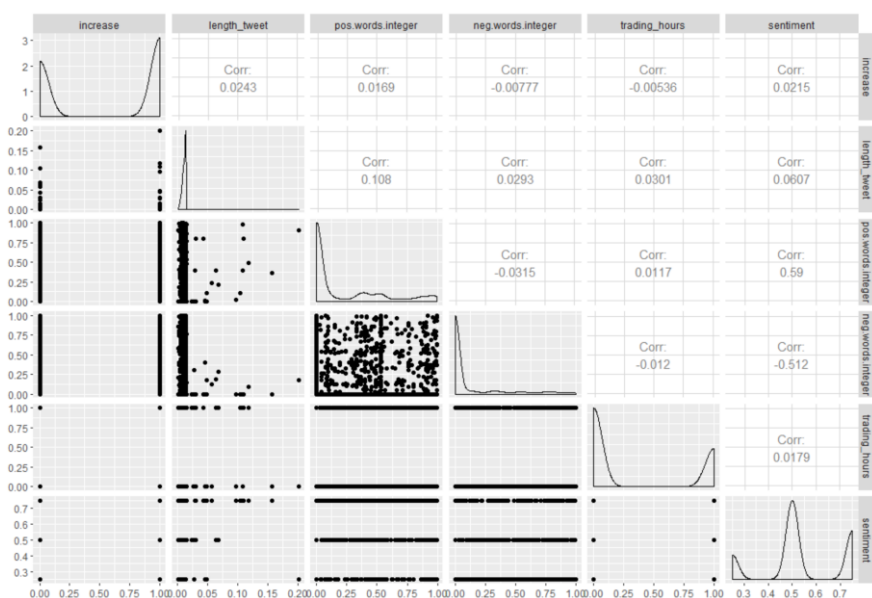 increase length_tweet pos.words.integer neg.words.integer trading_hours sentiment
3
2
1
0
Corr:
0.0243
Corr:
0.0169
Corr:
-0.00777
Corr:
-0.00536
Corr:
0.0215
increase
0.20
0.15
0.10
0.05
0.00
Corr:
0.108
Corr:
0.0293
Corr:
0.0301
Corr:
0.0607
length_tweet
1.00
0.75
0.50
0.25
0.00
Corr:
-0.0315
Corr:
0.0117
Corr:
0.59
pos.words.integer
1.00
0.75
0.50
0.25
0.00
Corr:
-0.012
Corr:
-0.512
neg.words.integer
1.00
0.75
0.50
0.25
0.00
Corr:
0.0179
trading_hours
0.7
0.6
0.5
0.4
0.3
sentiment
0.00 0.25 0.50 0.75 1.00 0.00 0.05 0.10 0.15 0.20 0.00 0.25 0.50 0.75 1.00 0.00 0.25 0.50 0.75 1.00 0.00 0.25 0.50 0.75 1.00 0.3 0.4 0.5 0.6 0.7